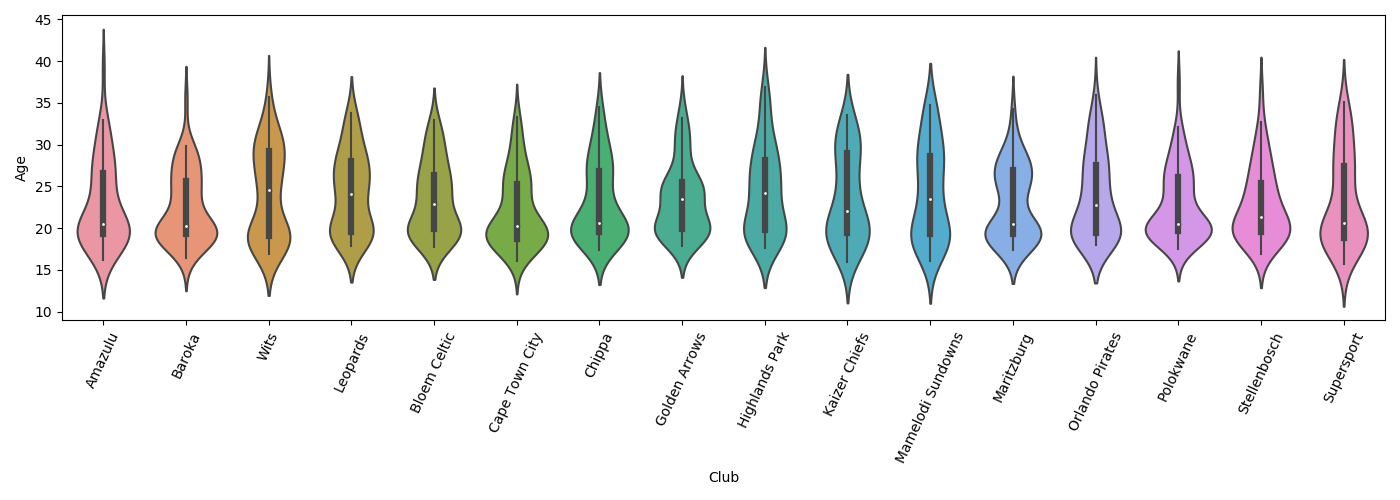 45
40
35
30
25
20
15
10
Age
Amazulu
Baroka
Wits
Leopards
Bloem Celtic
Cape Town City
Chippa
Golden Arrows
Highlands Park
Kaizer Chiefs
Mamelodi Sundowns
Maritzburg
Orlando Pirates
Polokwane
Stellenbosch
Supersport
Club